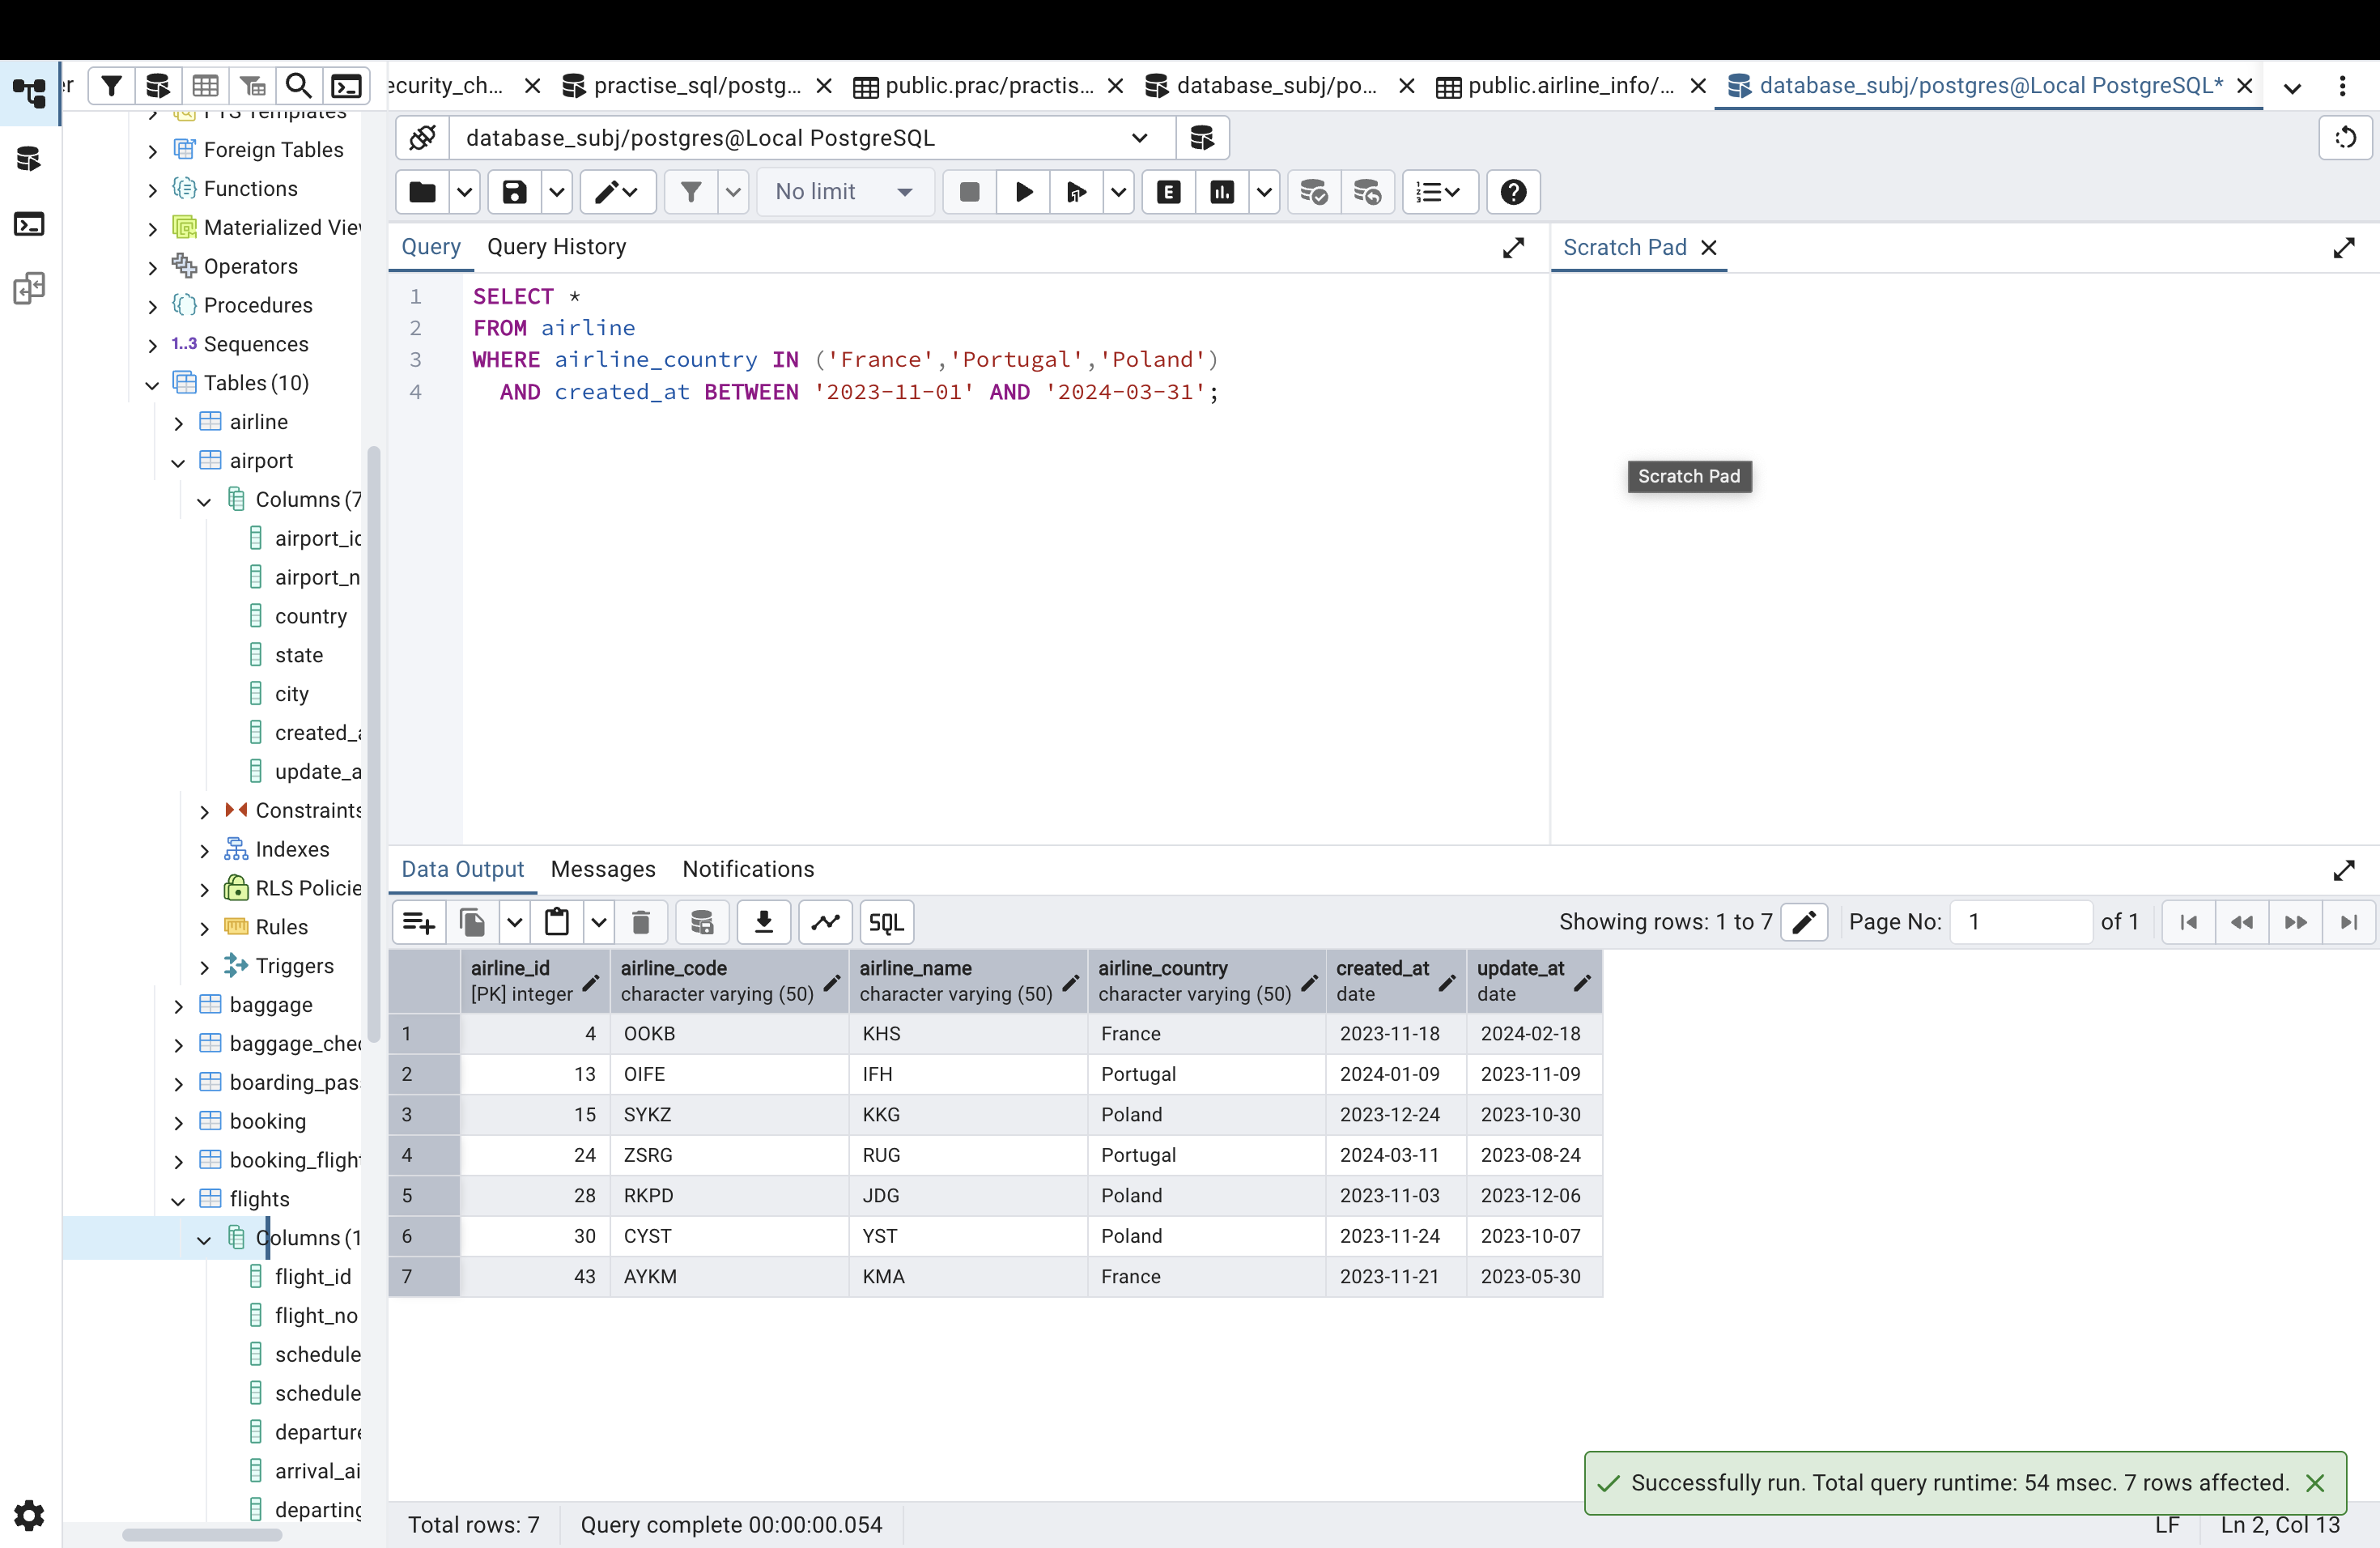 er
ecurity_ch...
practise_sql/postg...
public.prac/practis...
database_subj/po...
public.airline_info/...
database_subj/postgres@Local PostgreSQL*
database_subj/postgres@Local PostgreSQL
No limit
E
Query
Query History
Scratch Pad
1 SELECT *
2 FROM airline
3 WHERE airline_country IN ('France','Portugal','Poland')
4 AND created_at BETWEEN '2023-11-01' AND '2024-03-31';
Scratch Pad
FTS Templates
Foreign Tables
Functions
Materialized Vie
Operators
Procedures
1..3 Sequences
Tables (10)
airline
airport
Columns (7
airport_id
airport_n
country
state
city
created_a
update_a
Constraints
Indexes
RLS Policie
Rules
Triggers
baggage
baggage_chec
boarding_pas
booking
booking_fligh
flights
Columns (1
flight_id
flight_no
schedule
schedule
departure
arrival_ai
departing
Data Output
Messages
Notifications
SQL
Showing rows: 1 to 7
Page No: 1 of 1
airline_id airline_code airline_name airline_country created_at update_at
[PK] integer character varying (50) character varying (50) character varying (50) date date
1 4 OOKB KHS France 2023-11-18 2024-02-18
2 13 OIFE IFH Portugal 2024-01-09 2023-11-09
3 15 SYKZ KKG Poland 2023-12-24 2023-10-30
4 24 ZSRG RUG Portugal 2024-03-11 2023-08-24
5 28 RKPD JDG Poland 2023-11-03 2023-12-06
6 30 CYST YST Poland 2023-11-24 2023-10-07
7 43 AYKM KMA France 2023-11-21 2023-05-30
Successfully run. Total query runtime: 54 msec. 7 rows affected.
Total rows: 7
Query complete 00:00:00.054
LF
Ln 2, Col 13